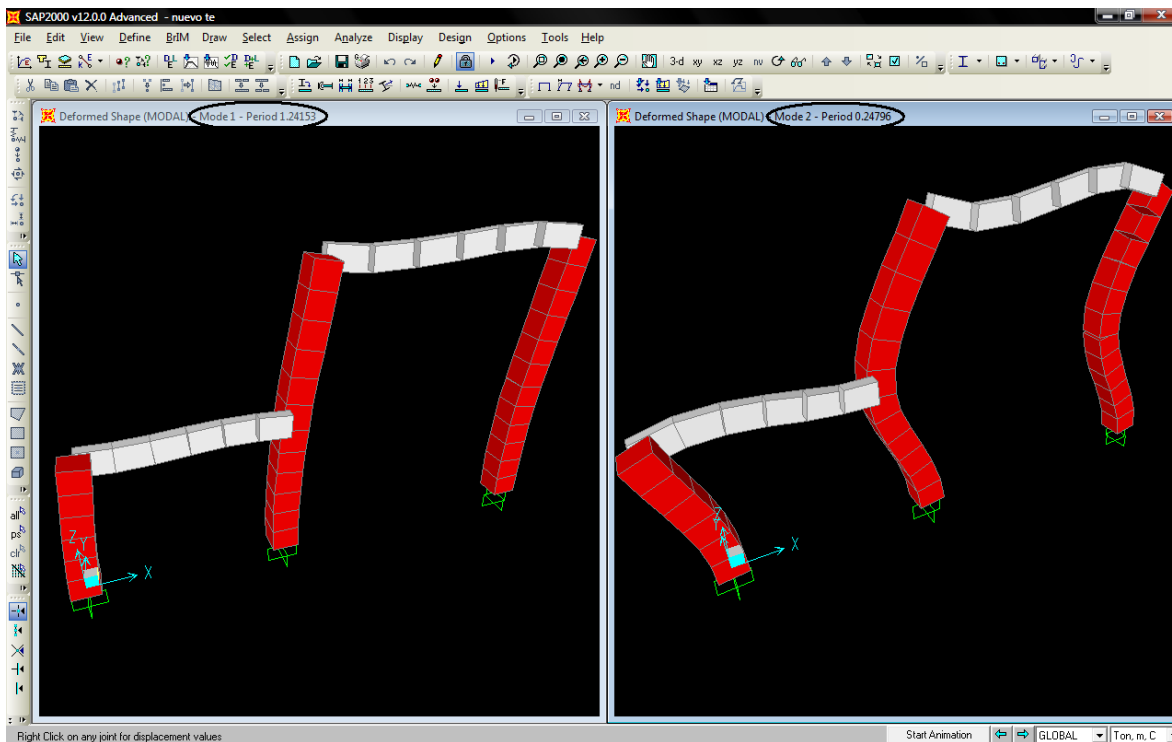 SAP2000 v12.0.0 Advanced - nuevo te
File Edit View Define BrIM Draw Select Assign Analyze Display Design Options Tools Help
3-d xy xz yz nv
nd
Deformed Shape (MODAL) - Mode 1 - Period 1.24153
Deformed Shape (MODAL) - Mode 2 - Period 0.24796
all
ps
clr
Z
Y
X
X
Right Click on any joint for displacement values
Start Animation
GLOBAL
Ton, m, C